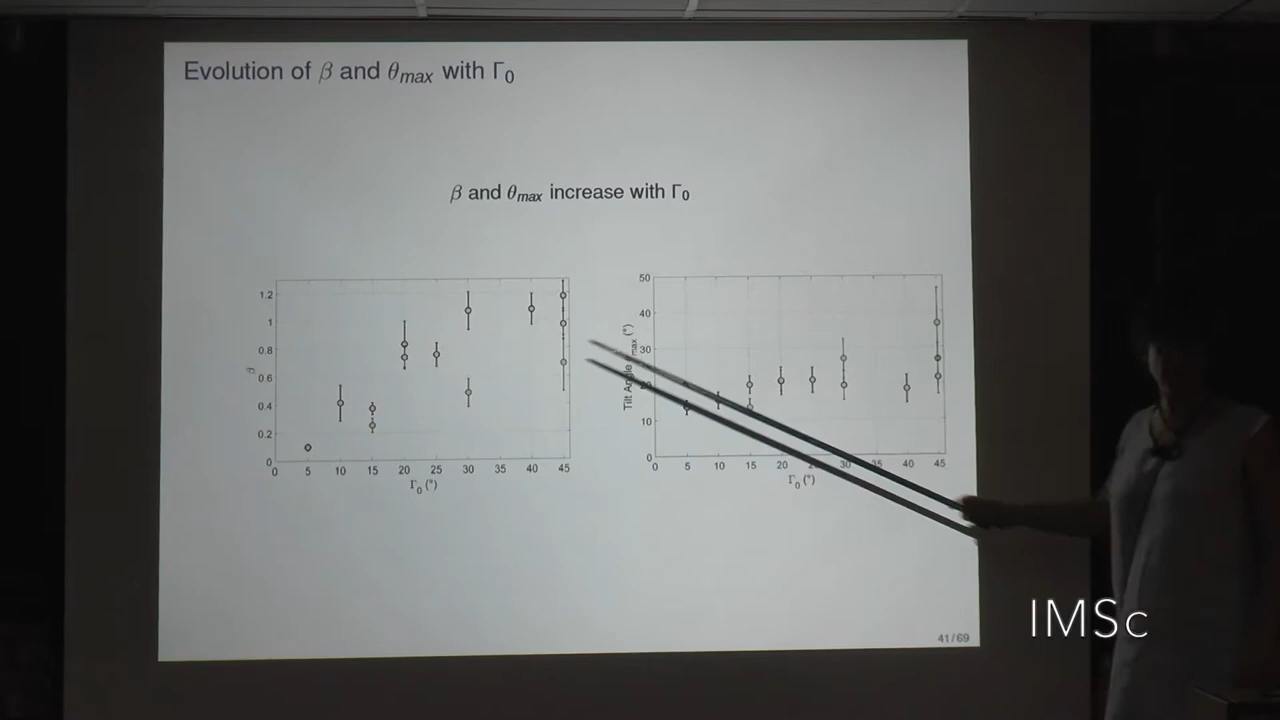 Evolution of β and θmax with Γ0
β and θmax increase with Γ0
1.2
1
0.8
0.6
0.4
0.2
0
β
0 5 10 15 20 25 30 35 40 45
Γ0 (°)
50
40
30
20
10
0
Tilt Angle θmax (°)
0 5 10 15 20 25 30 35 40 45
Γ0 (°)
41/69
IMSc